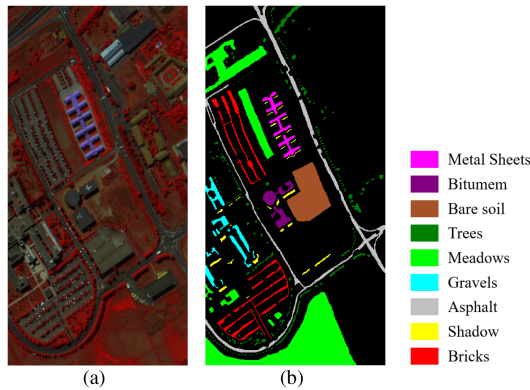 Metal Sheets
Bitumem
Bare soil
Trees
Meadows
Gravels
Asphalt
Shadow
Bricks
(a)
(b)